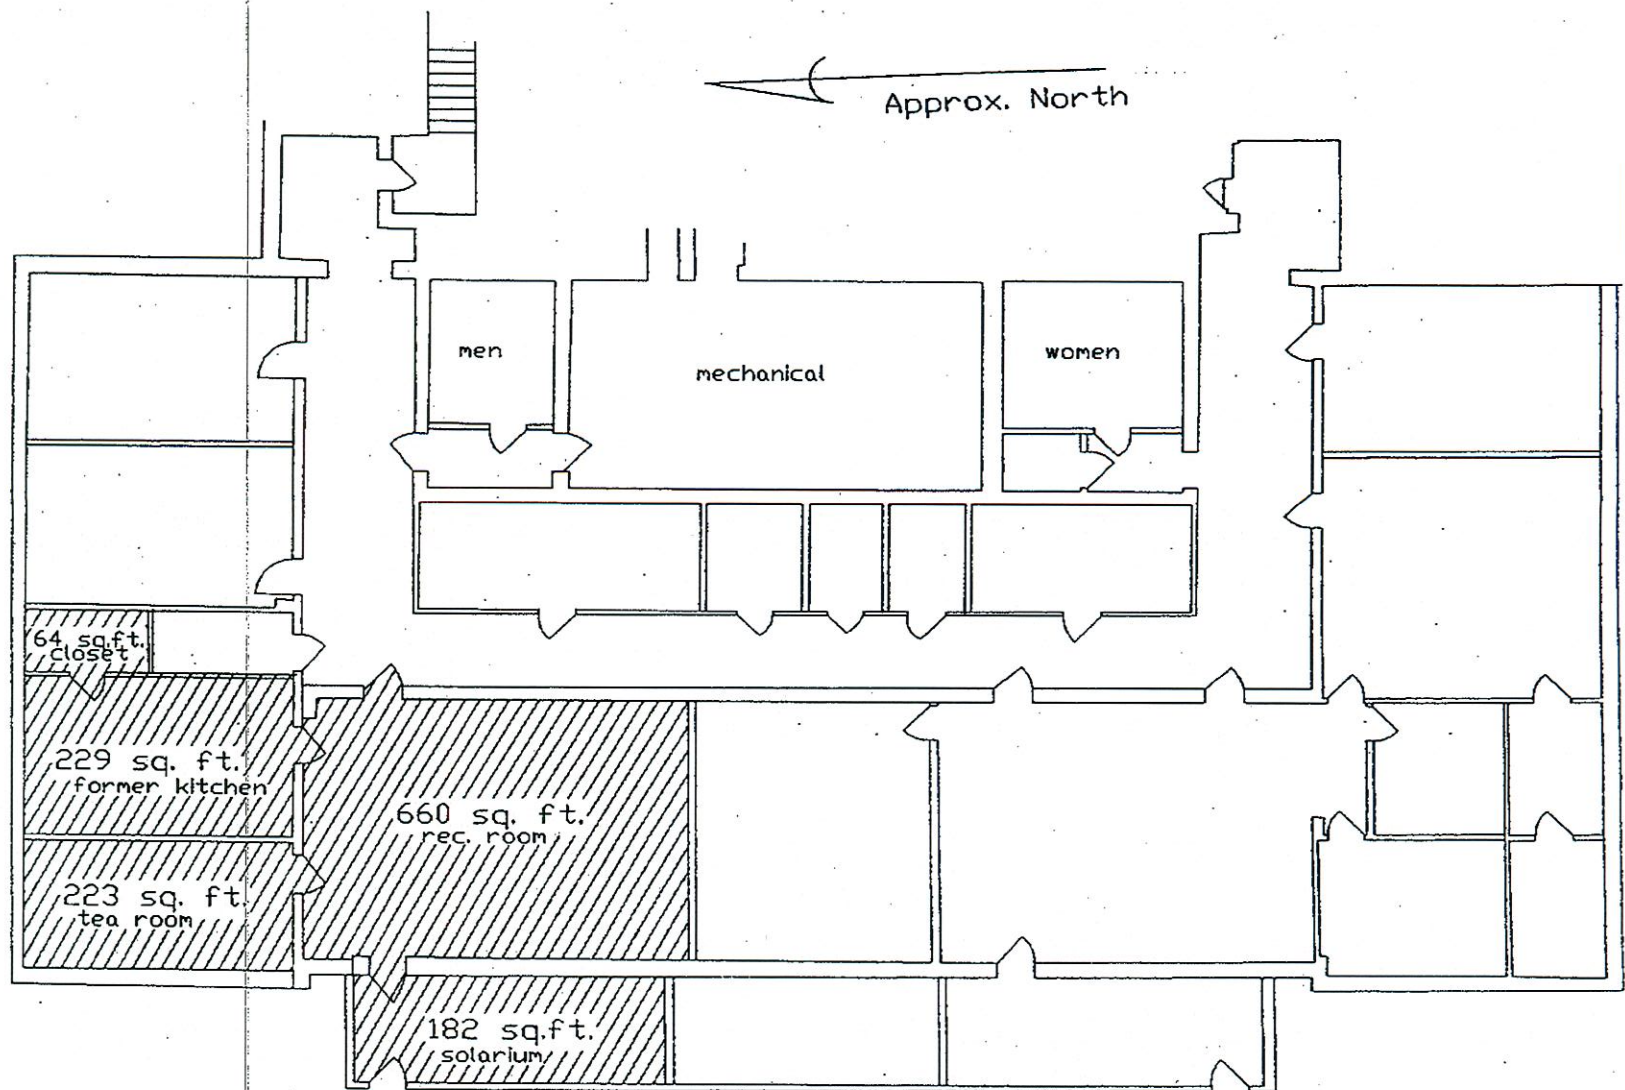 Approx. North
men
mechanical
women
64 sq.ft.
closet
229 sq. ft.
former kitchen
660 sq. ft.
rec. room
223 sq. ft.
tea room
182 sq.ft.
solarium